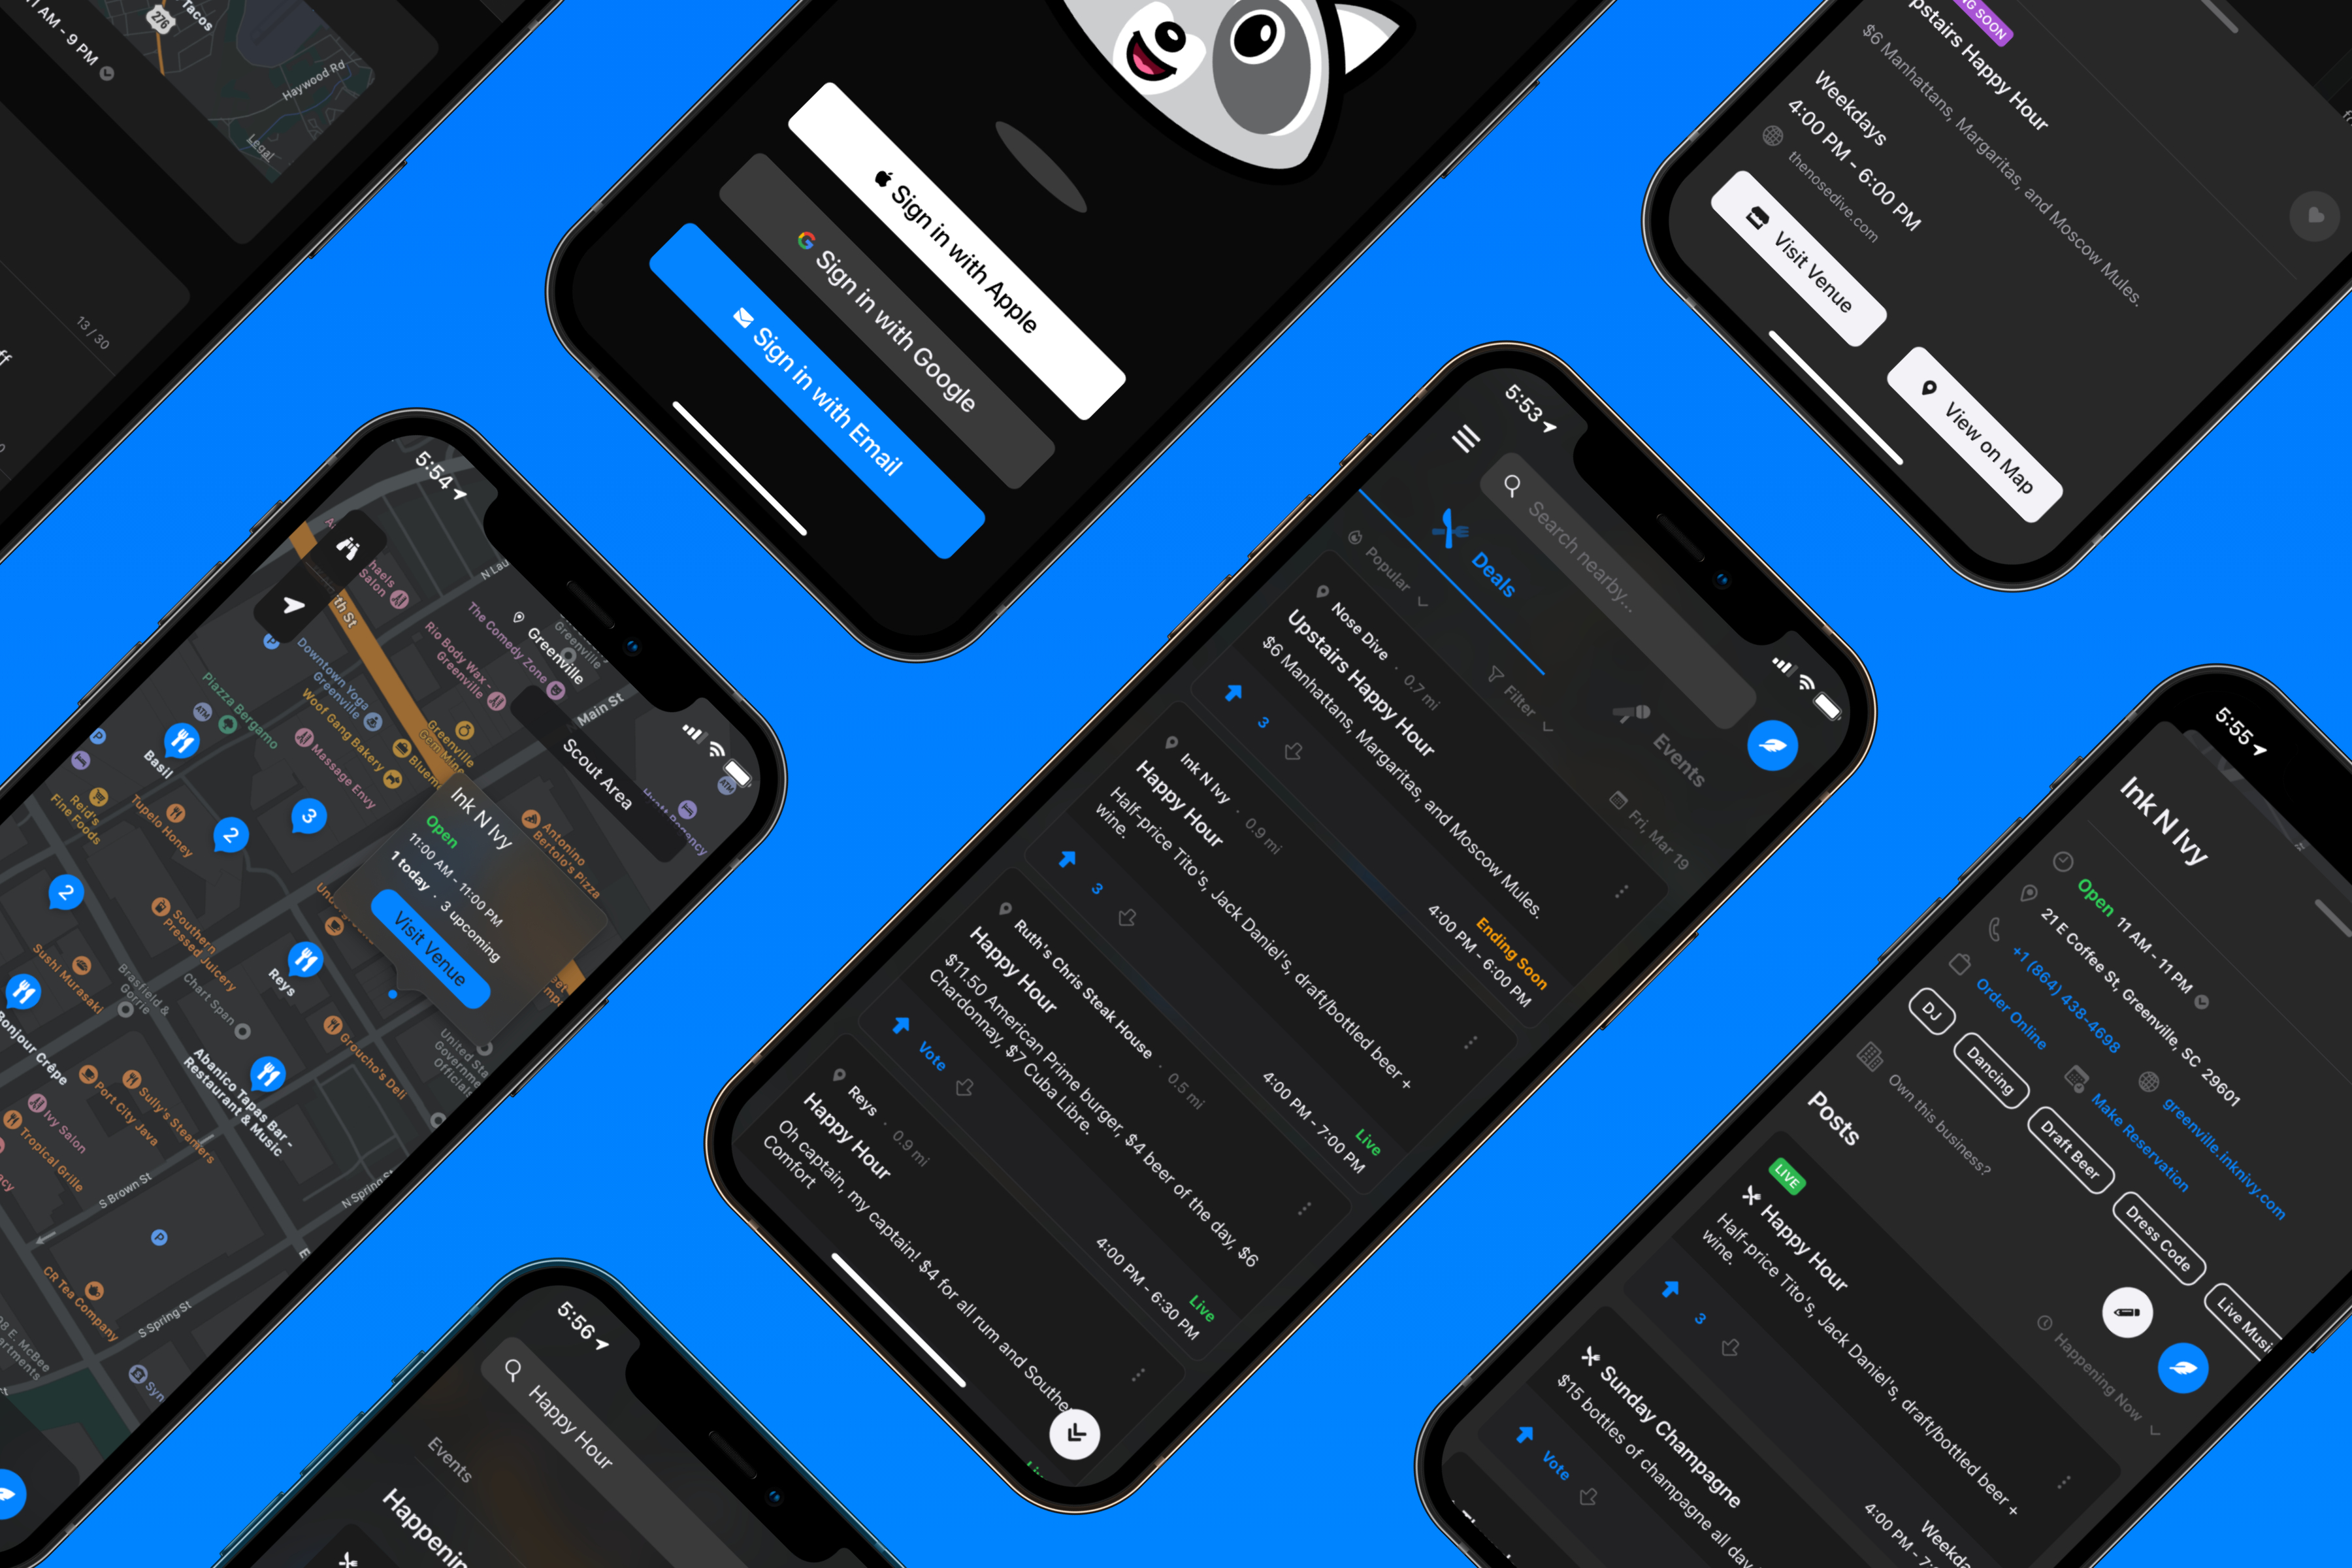 276
Tacos
AM - 9 PM
Haywood Rd
Legal
13 / 30
Sign in with Apple
Sign in with Google
Sign in with Email
SOON
Upstairs Happy Hour
$6 Manhattans, Margaritas, and Moscow Mules.
Weekdays
4:00 PM - 6:00 PM
thenosedive.com
Visit Venue
View on Map
5:54
Greenville
Scout Area
Main St
N Lau
The Comedy Zone
Rio Body Wax -
Greenville
Downtown Yoga
Greenville
Woof Gang Bakery
Massage Envy
Piazza Bergamo
ATM
P
Basil
Reid's
Fine Foods
Tupelo Honey
2
3
2
Ink N Ivy
Open
11:00 AM - 11:00 PM
1 today · 3 upcoming
Visit Venue
Antonino
Bertolo's Pizza
Southern
Pressed Juicery
Sushi Murasaki
Brasfield &
Gorrie
Chart Span
Reys
Groucho's Deli
Bonjour Crêpe
Abanico Tapas Bar -
Restaurant & Music
Port City Java
Sully's Steamers
Ivy Salon
Tropical Grille
S Brown St
N Spring St
P
CR Tea Company
S Spring St
5:53
Search nearby...
Deals
Events
Popular
Filter
Fri, Mar 19
Nose Dive · 0.7 mi
Upstairs Happy Hour
$6 Manhattans, Margaritas, and Moscow Mules.
Ending Soon
4:00 PM - 6:00 PM
3
Ink N Ivy · 0.9 mi
Happy Hour
Half-price Tito's, Jack Daniel's, draft/bottled beer +
wine.
Live
4:00 PM - 7:00 PM
3
Ruth's Chris Steak House · 0.5 mi
Happy Hour
$11.50 American Prime burger, $4 beer of the day, $6
Chardonnay, $7 Cuba Libre.
Live
4:00 PM - 6:30 PM
Vote
Reys · 0.9 mi
Happy Hour
Oh captain, my captain! $4 for all rum and Southe
Comfort
5:56
Happy Hour
Events
Happenin
5:55
Ink N Ivy
Open 11 AM - 11 PM
21 E Coffee St, Greenville, SC 29601
+1 (864) 438-4698
greenville.inknivy.com
Order Online
Make Reservation
DJ
Dancing
Draft Beer
Dress Code
Live Musi
Own this business?
Posts
Happening Now
LIVE
Happy Hour
Half-price Tito's, Jack Daniel's, draft/bottled beer +
wine.
Weekda
4:00 PM - 7:
3
Sunday Champagne
$15 bottles of champagne all day
Vote